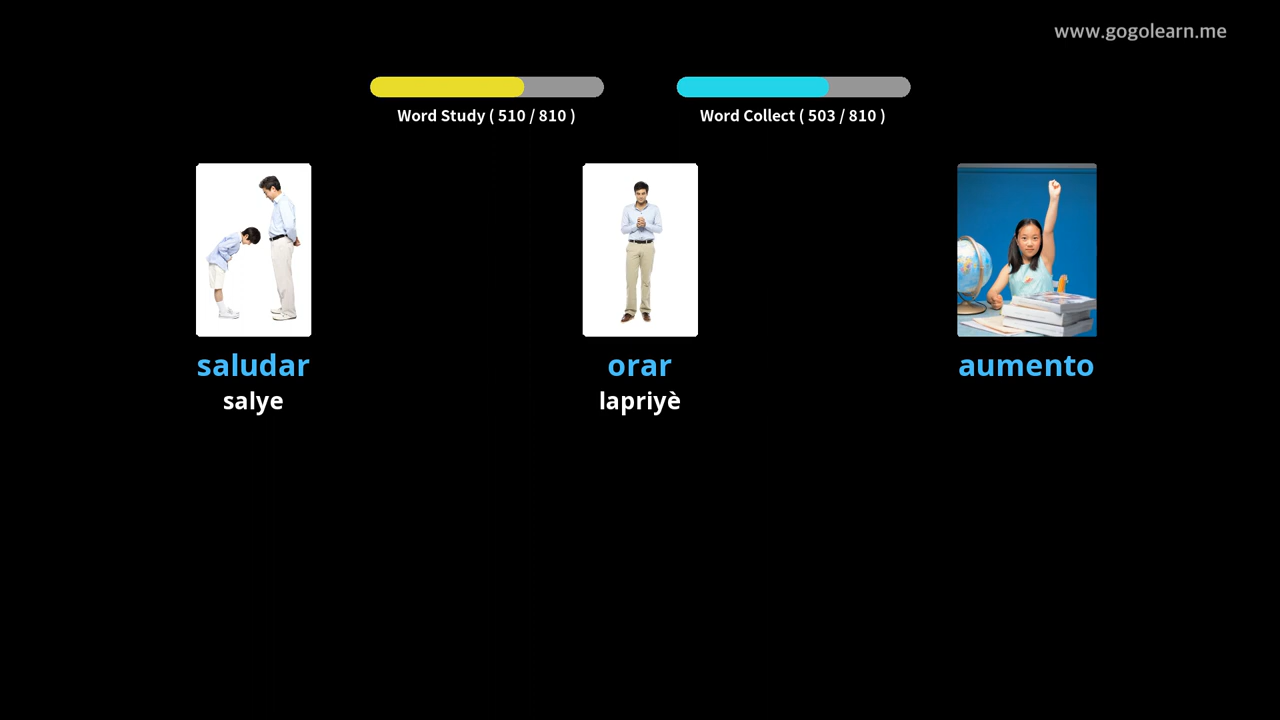 www.gogolearn.me
Word Study ( 510 / 810 )
Word Collect ( 503 / 810 )
saludar
salye
orar
lapriyè
aumento